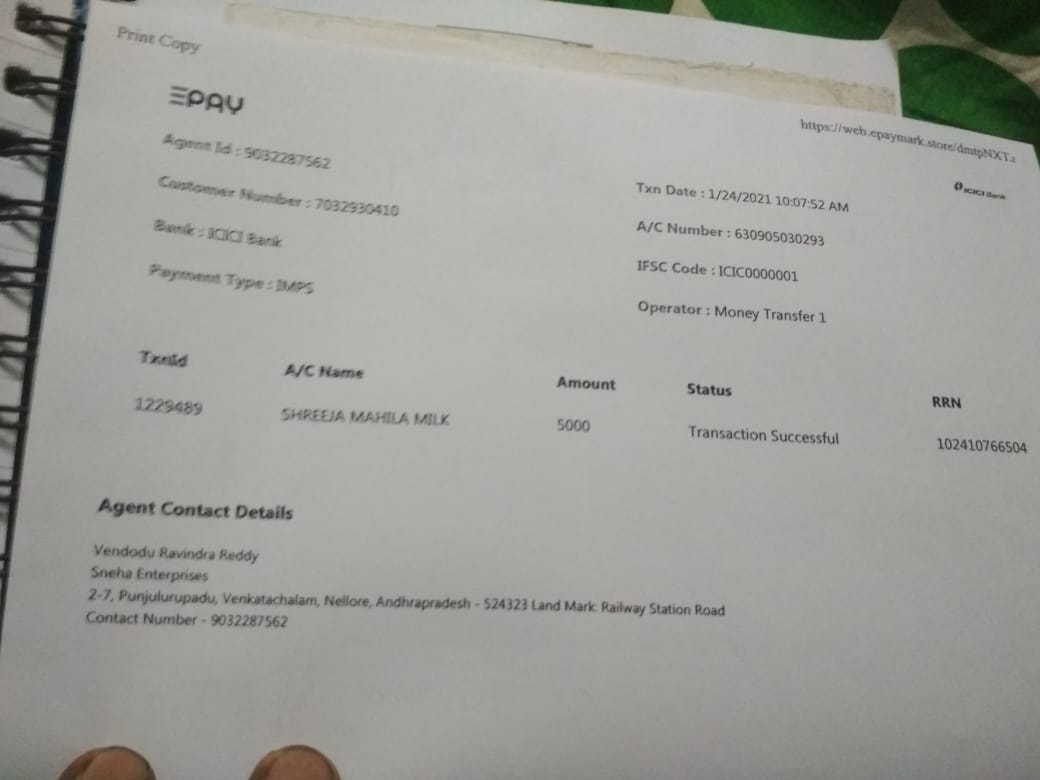 Print Copy
https://web.epaymark.store/dmtpNXT
EPAY
ICICI Bank
Agent Id : 9032287562
Txn Date : 1/24/2021 10:07:52 AM
Customer Number : 7032930410
A/C Number : 630905030293
Bank : ICICI Bank
IFSC Code : ICIC0000001
Payment Type : IMPS
Operator : Money Transfer 1
TxnId A/C Name Amount Status RRN
1229489 SHREEJA MAHILA MILK 5000 Transaction Successful 102410766504
Agent Contact Details
Vendodu Ravindra Reddy
Sneha Enterprises
2-7, Punjulurupadu, Venkatachalam, Nellore, Andhrapradesh - 524323 Land Mark: Railway Station Road
Contact Number - 9032287562